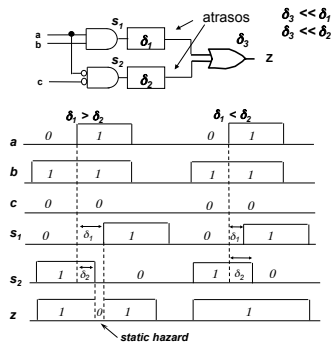 a
b
c
s1
s2
δ1
δ2
atrasos
δ3
z
δ3 << δ1
δ3 << δ2
δ1 > δ2
δ1 < δ2
a 0 1 0 1
b 1 1 1 1
c 0 0 0 0
s1 0 δ1 1 0 δ1 1
s2 1 δ2 0 1 δ2 0
z 1 0 1 1
static hazard